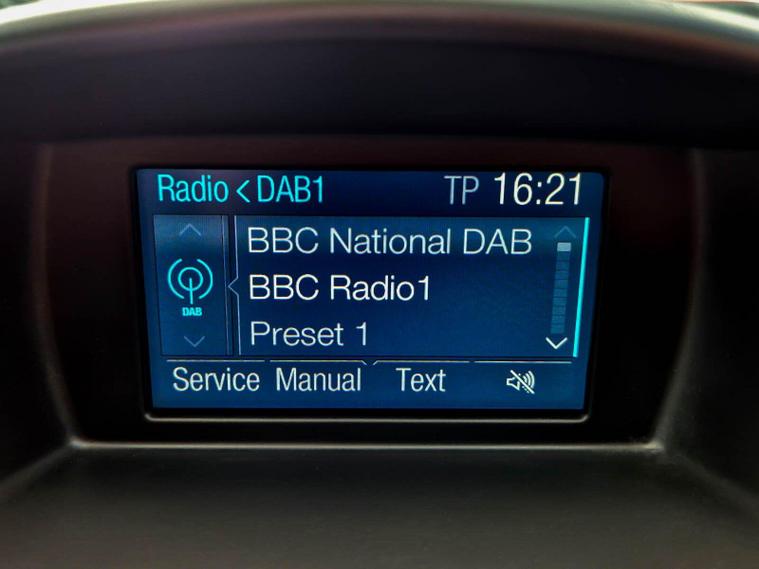 Radio < DAB1 TP 16:21
BBC National DAB
DAB
BBC Radio1
Preset 1
Service Manual Text